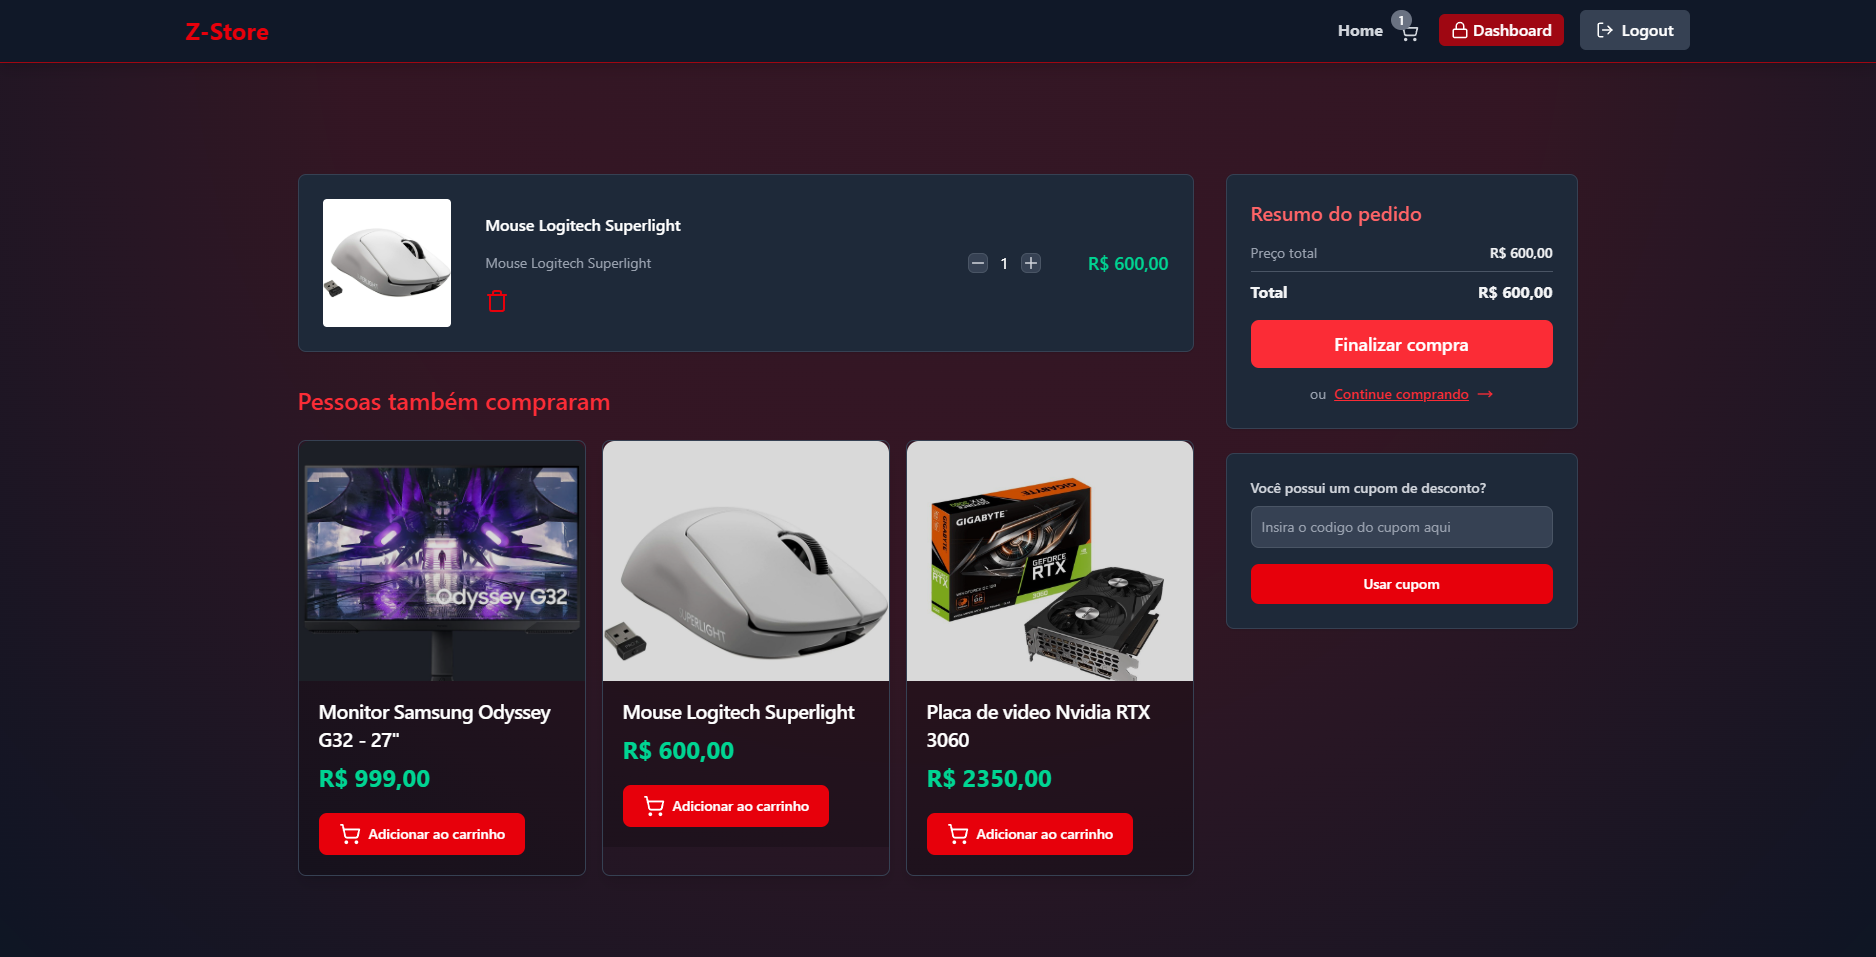 Z-Store
Home
1
Dashboard
Logout
Mouse Logitech Superlight
Mouse Logitech Superlight
1
R$ 600,00
Resumo do pedido
Preço total
R$ 600,00
Total
R$ 600,00
Finalizar compra
ou Continue comprando →
Você possui um cupom de desconto?
Insira o codigo do cupom aqui
Usar cupom
Pessoas também compraram
Odyssey G32
Monitor Samsung Odyssey
G32 - 27"
R$ 999,00
Adicionar ao carrinho
SUPERLIGHT
Mouse Logitech Superlight
R$ 600,00
Adicionar ao carrinho
GIGABYTE
GIGABYTE
GEFORCE
RTX
Placa de video Nvidia RTX
3060
R$ 2350,00
Adicionar ao carrinho